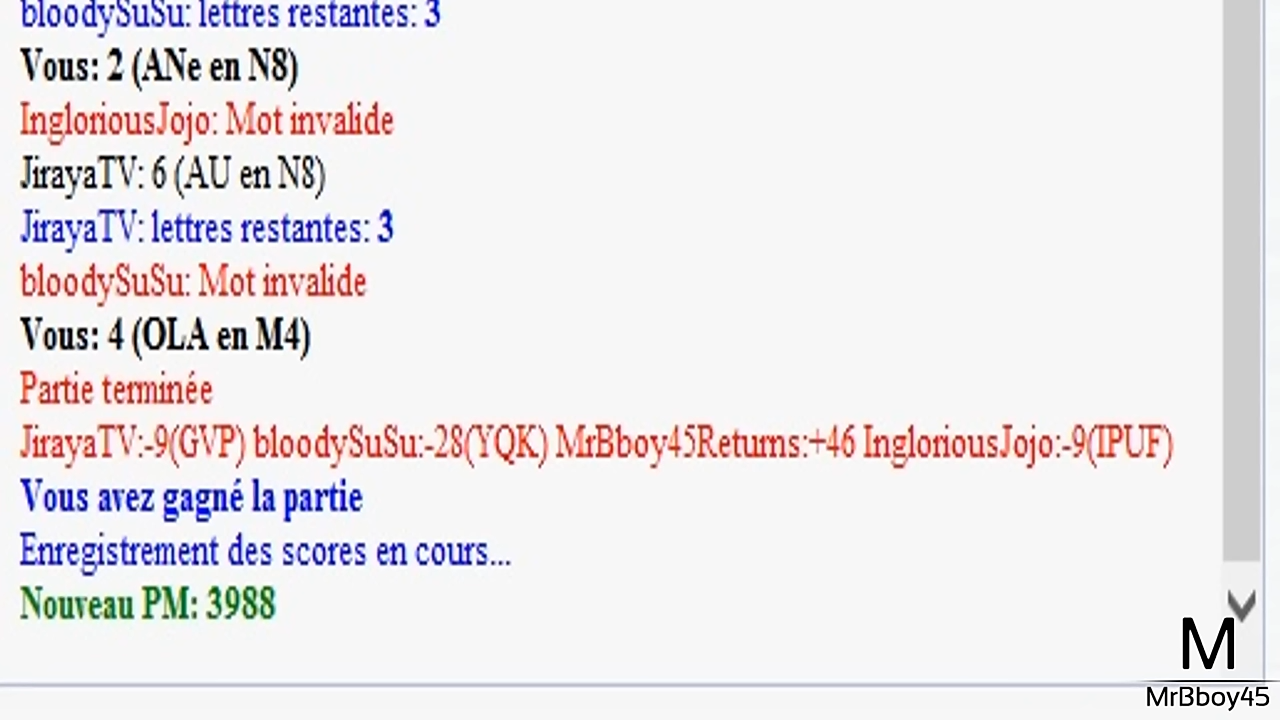 bloodySuSu: lettres restantes: 3
Vous: 2 (ANe en N8)
IngloriousJojo: Mot invalide
JirayaTV: 6 (AU en N8)
JirayaTV: lettres restantes: 3
bloodySuSu: Mot invalide
Vous: 4 (OLA en M4)
Partie terminée
JirayaTV:-9(GVP) bloodySuSu:-28(YQK) MrBboy45Returns:+46 IngloriousJojo:-9(IPUF)
Vous avez gagné la partie
Enregistrement des scores en cours...
Nouveau PM: 3988
M
MrBboy45